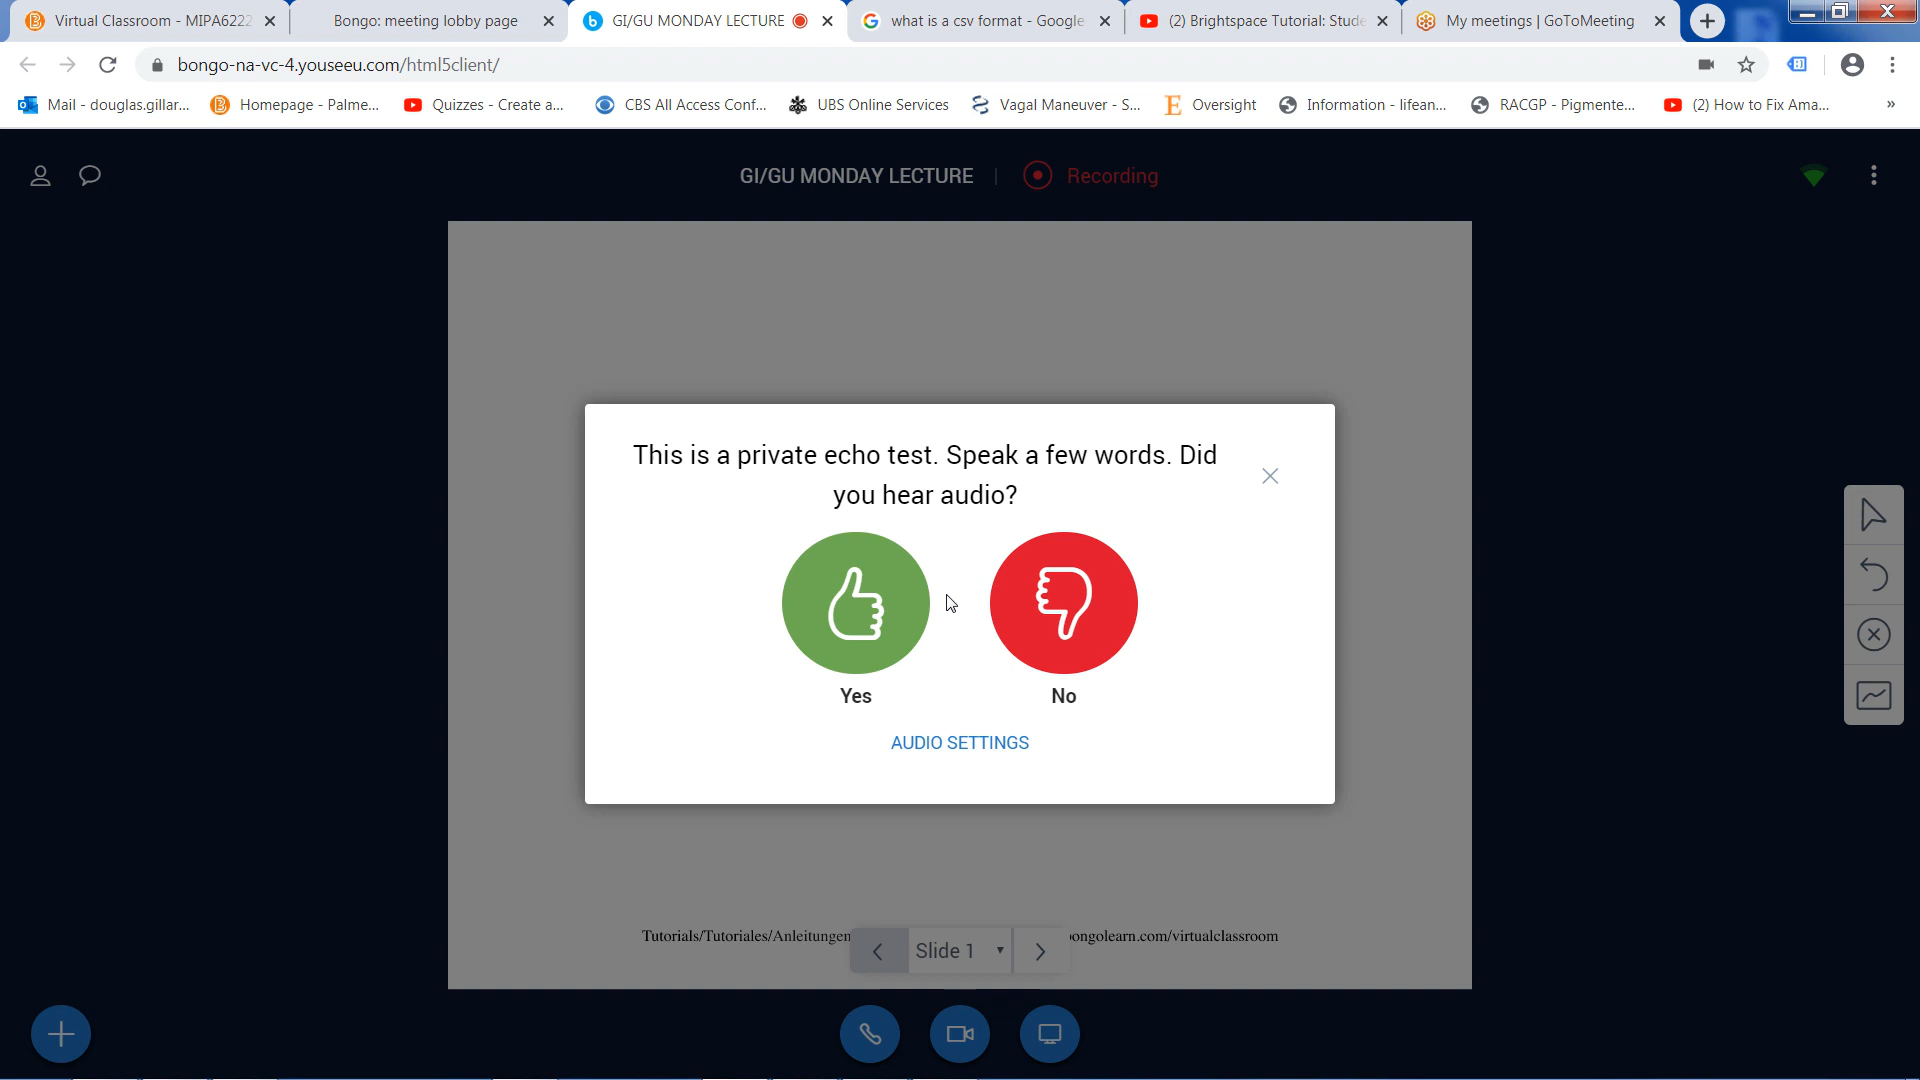 Virtual Classroom - MIPA6222
Bongo: meeting lobby page
GI/GU MONDAY LECTURE
what is a csv format - Google
(2) Brightspace Tutorial: Stude
My meetings | GoToMeeting
bongo-na-vc-4.youseeu.com/html5client/
Mail - douglas.gillar...
Homepage - Palme...
Quizzes - Create a...
CBS All Access Conf...
UBS Online Services
Vagal Maneuver - S...
Oversight
Information - lifean...
RACGP - Pigmente...
(2) How to Fix Ama...
GI/GU MONDAY LECTURE | Recording
This is a private echo test. Speak a few words. Did
you hear audio?
Yes
No
AUDIO SETTINGS
Tutorials/Tutoriales/Anleitungen
bongolearn.com/virtualclassroom
Slide 1